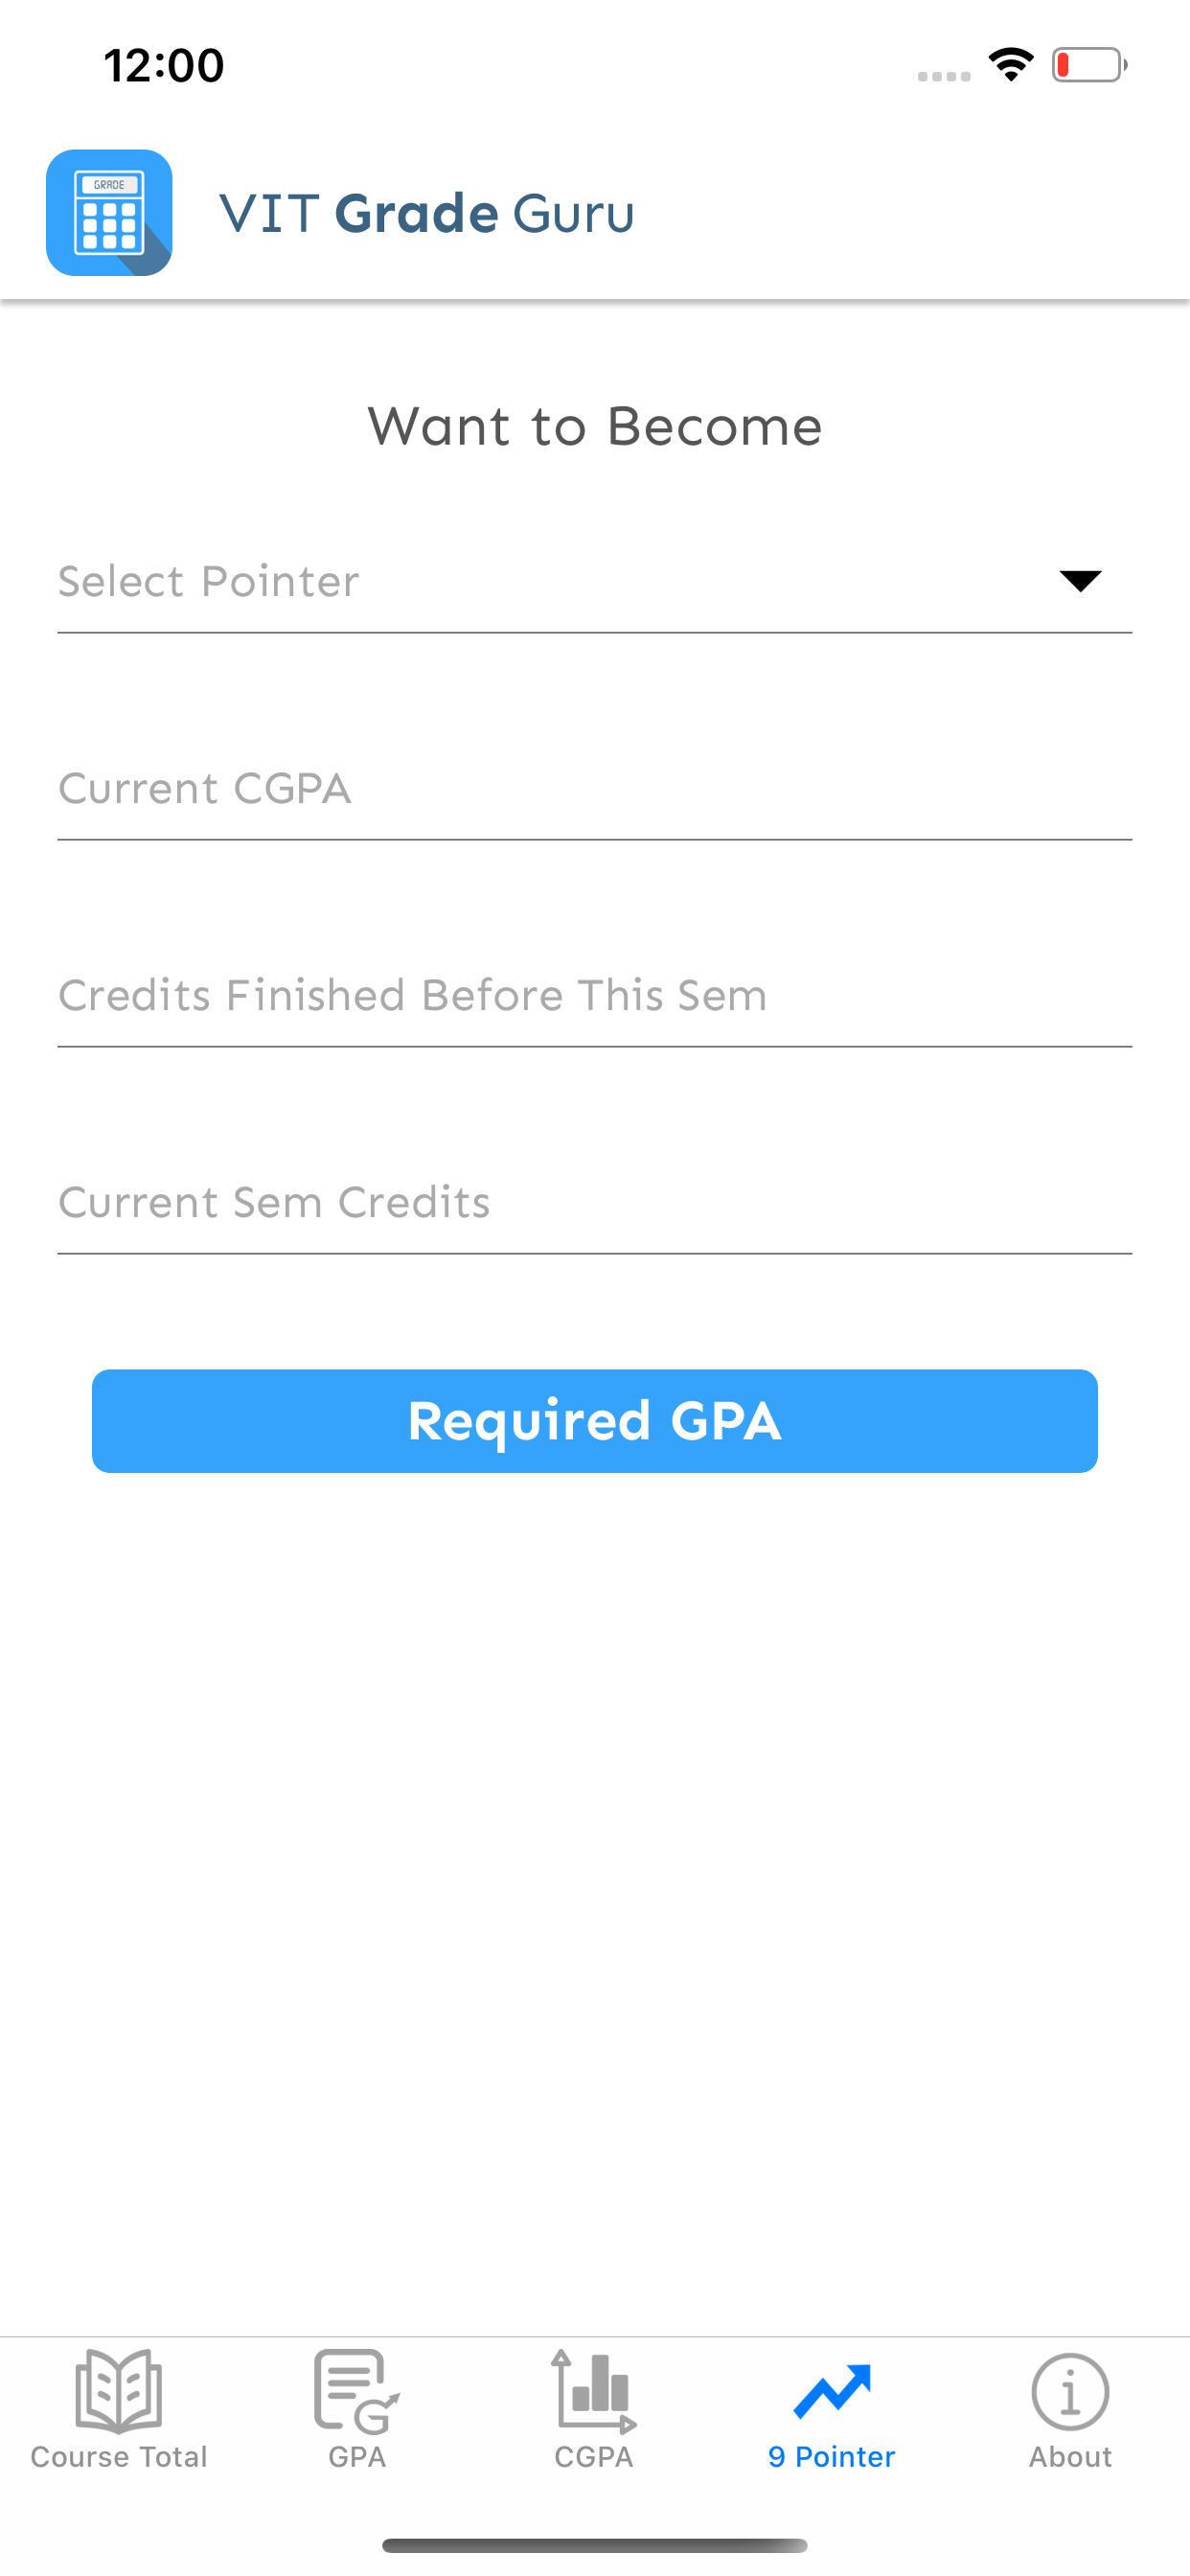 12:00
GRADE
VIT Grade Guru
Want to Become
Select Pointer
Current CGPA
Credits Finished Before This Sem
Current Sem Credits
Required GPA
Course Total
GPA
CGPA
9 Pointer
About